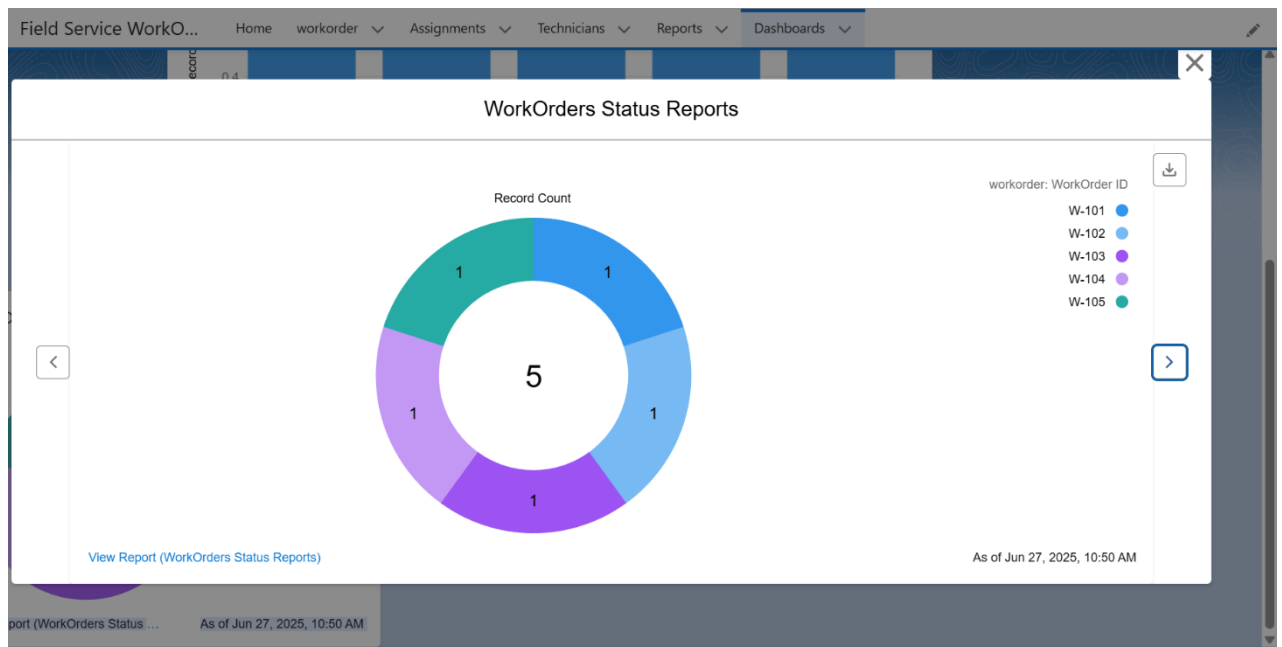 Field Service WorkO... Home workorder Assignments Technicians Reports Dashboards
0.4
WorkOrders Status Reports
Record Count
workorder: WorkOrder ID
W-101
W-102
W-103
W-104
W-105
1 1
5
1 1
1
View Report (WorkOrders Status Reports) As of Jun 27, 2025, 10:50 AM
port (WorkOrders Status ... As of Jun 27, 2025, 10:50 AM